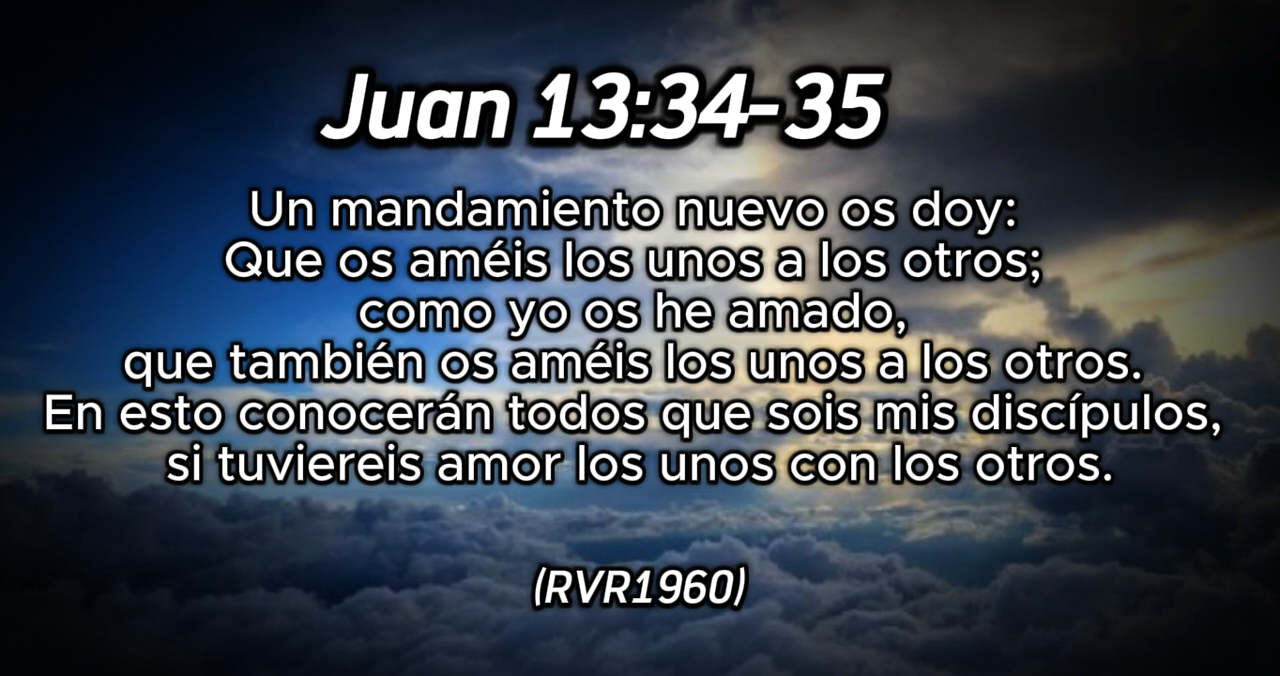 Juan 13:34-35
Un mandamiento nuevo os doy:
Que os améis los unos a los otros;
como yo os he amado,
que también os améis los unos a los otros.
En esto conocerán todos que sois mis discípulos,
si tuviereis amor los unos con los otros.
(RVR1960)